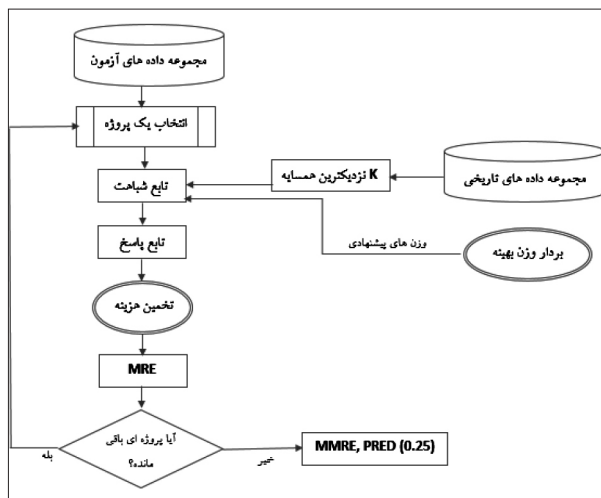 مجموعه داده های آزمون
انتخاب یک پروژه
مجموعه داده های تاریخی
K نزدیکترین همسایه
تابع شباهت
وزن های پیشنهادی
بردار وزن بهینه
تابع پاسخ
تخمین هزینه
MRE
آیا پروژه ای باقی
مانده؟
بله
خیر
MMRE, PRED (0.25)